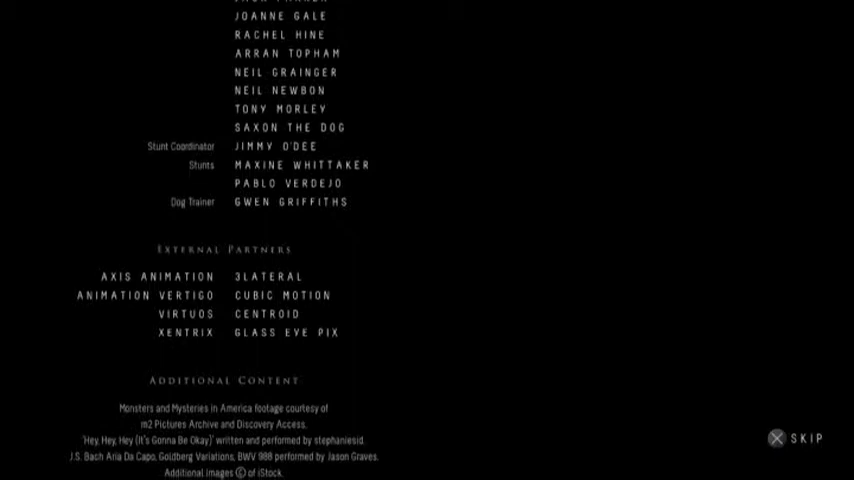 JOANNE GALE
RACHEL HINE
ARRAN TOPHAM
NEIL GRAINGER
NEIL NEWBON
TONY MORLEY
SAXON THE DOG
Stunt Coordinator JIMMY O'DEE
Stunts MAXINE WHITTAKER
PABLO VERDEJO
Dog Trainer GWEN GRIFFITHS
EXTERNAL PARTNERS
AXIS ANIMATION 3LATERAL
ANIMATION VERTIGO CUBIC MOTION
VIRTUOS CENTROID
XENTRIX GLASS EYE PIX
ADDITIONAL CONTENT
Monsters and Mysteries in America footage courtesy of
m2 Pictures Archive and Discovery Access.
'Hey, Hey, Hey (It's Gonna Be Okay)' written and performed by stephaniesid.
J.S. Bach Aria Da Capo, Goldberg Variations, BWV 988 performed by Jason Graves.
Additional Images © of iStock.
SKIP